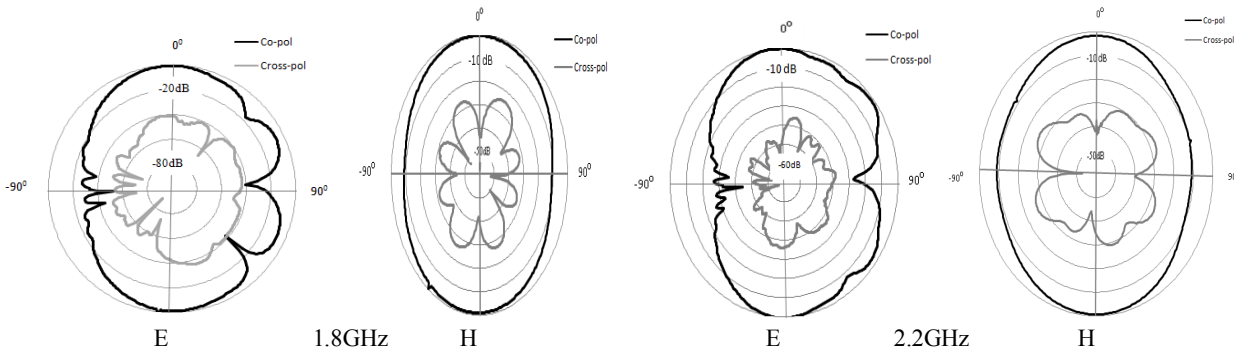 0⁰
Co-pol
Cross-pol
-20dB
-80dB
-90⁰
90⁰
0⁰
Co-pol
Cross-pol
-10dB
-50dB
-90⁰
90⁰
0⁰
Co-pol
Cross-pol
-10 dB
-60dB
-90⁰
90⁰
0⁰
Co-pol
Cross-pol
-10dB
-50dB
-90⁰
90
E 1.8GHz H E 2.2GHz H